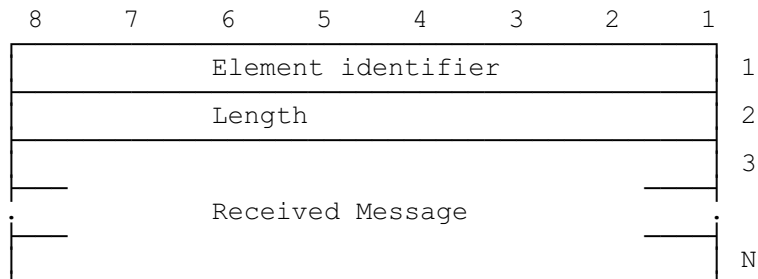 8 7 6 5 4 3 2 1
Element identifier 1
Length 2
3
Received Message
N